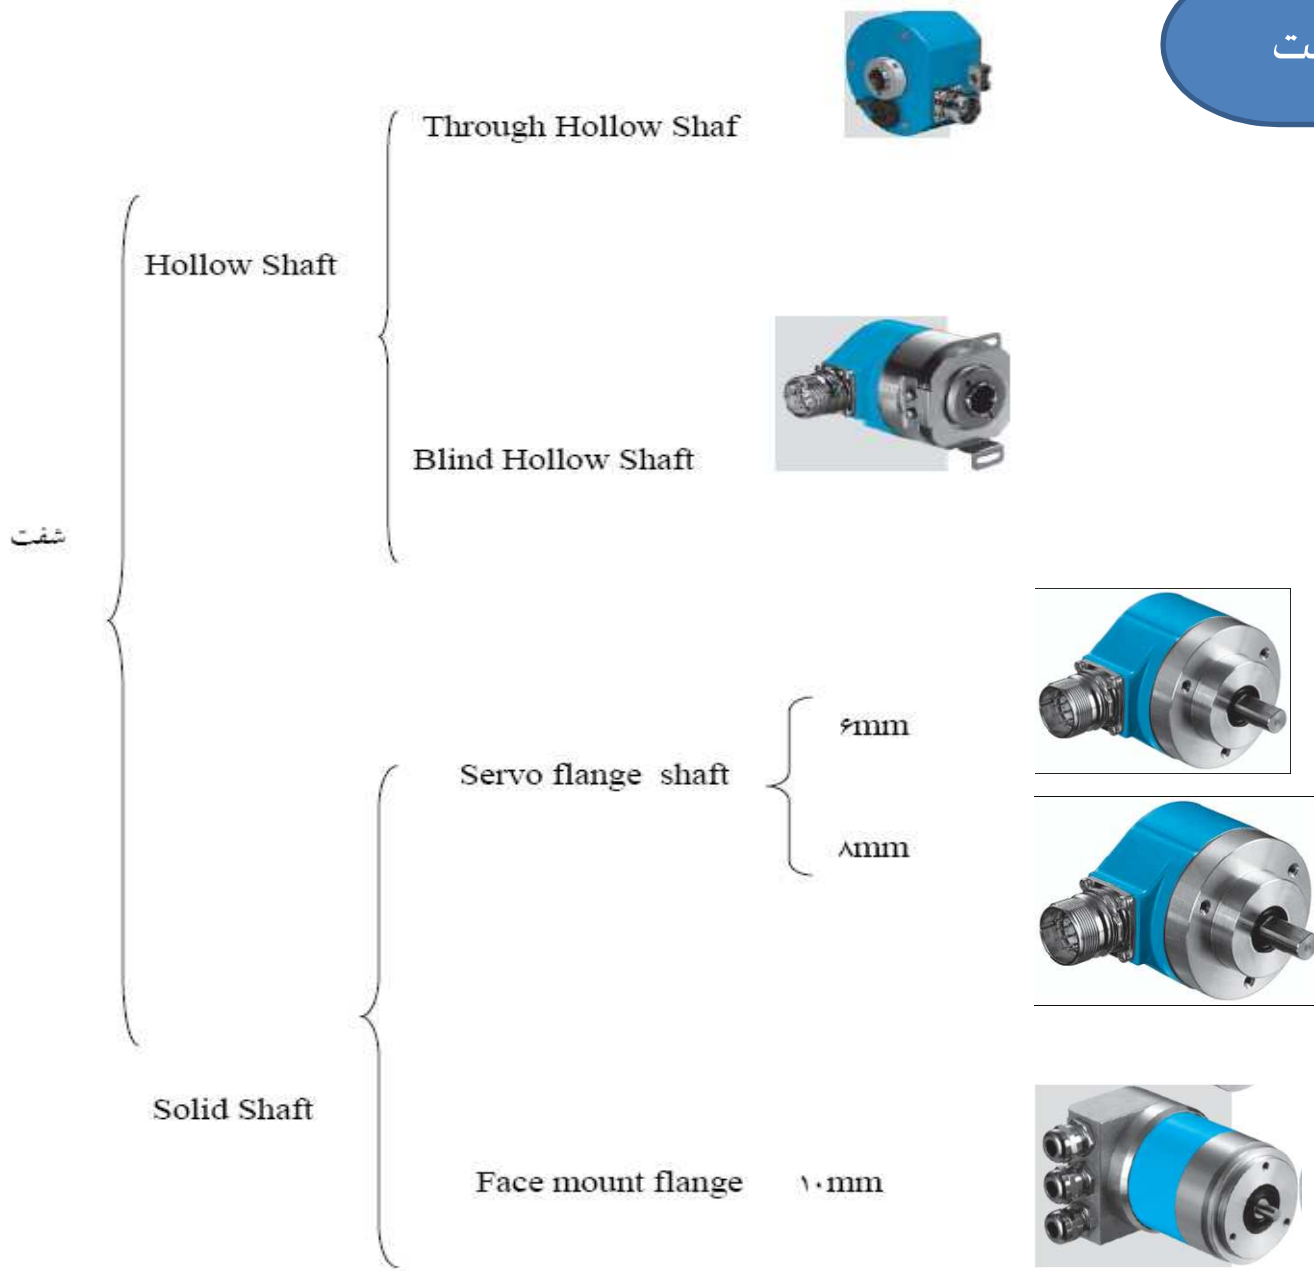 Through Hollow Shaf
Hollow Shaft
Blind Hollow Shaft
شفت
۶mm
Servo flange  shaft
۸mm
Solid Shaft
Face mount flange ۱۰mm